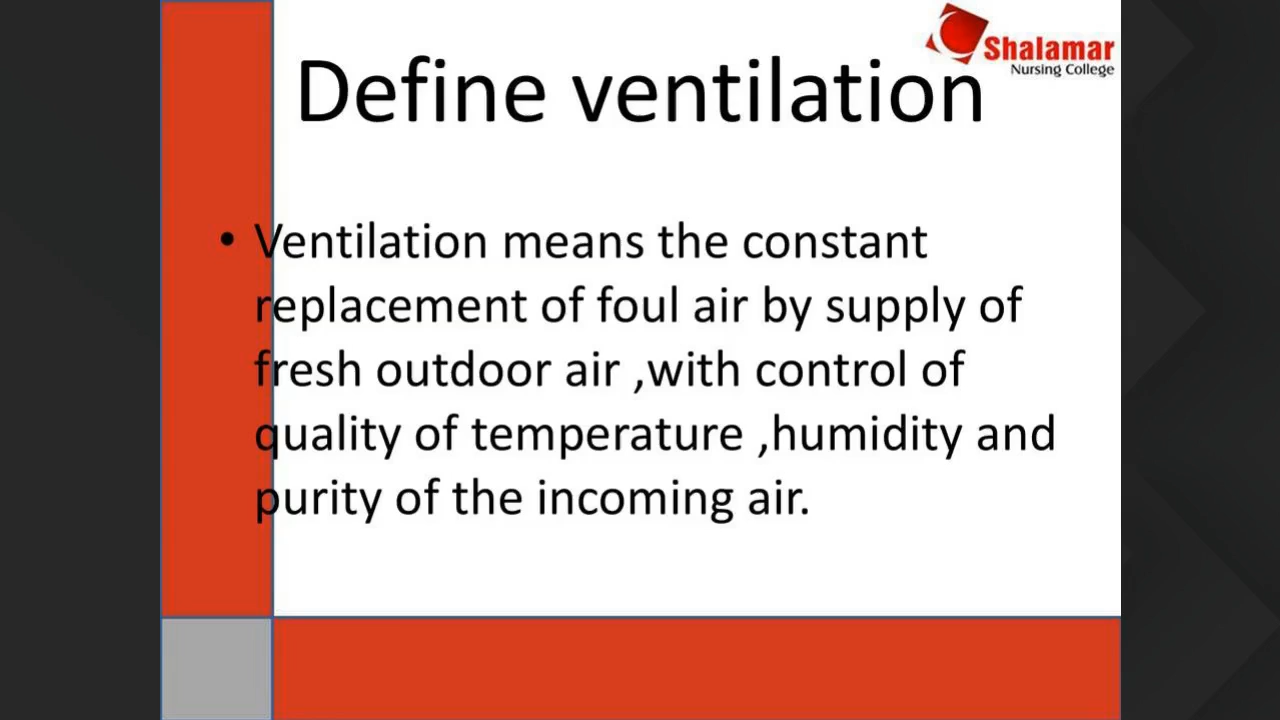 Shalamar
Nursing College
Define ventilation
• Ventilation means the constant
replacement of foul air by supply of
fresh outdoor air ,with control of
quality of temperature ,humidity and
purity of the incoming air.